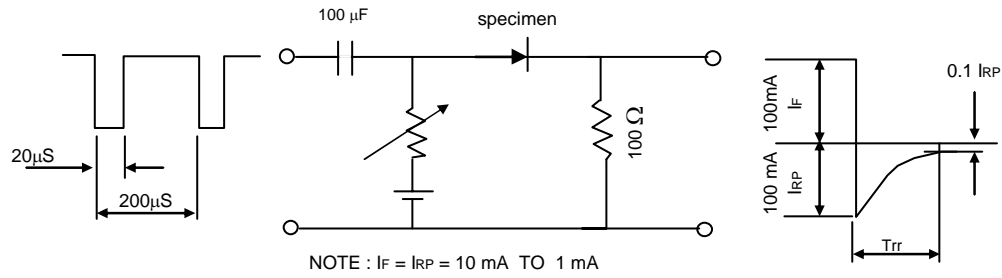 100 µF
specimen
20µS
200µS
100 Ω
100mA
IF
100 mA
IRP
0.1 IRP
Trr
NOTE : IF = IRP = 10 mA TO 1 mA